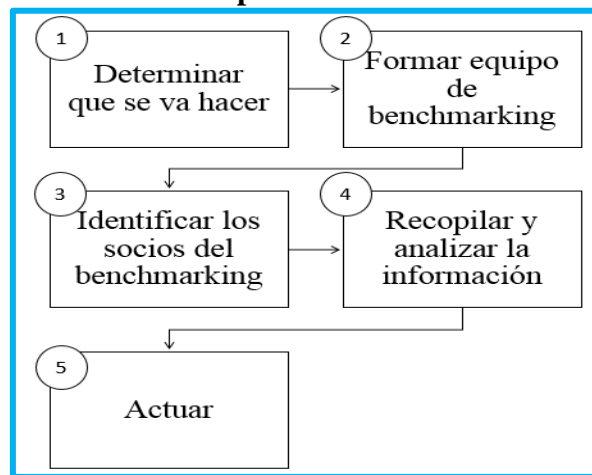 1
Determinar
que se va hacer
2
Formar equipo
de
benchmarking
3
Identificar los
socios del
benchmarking
4
Recopilar y
analizar la
información
5
Actuar